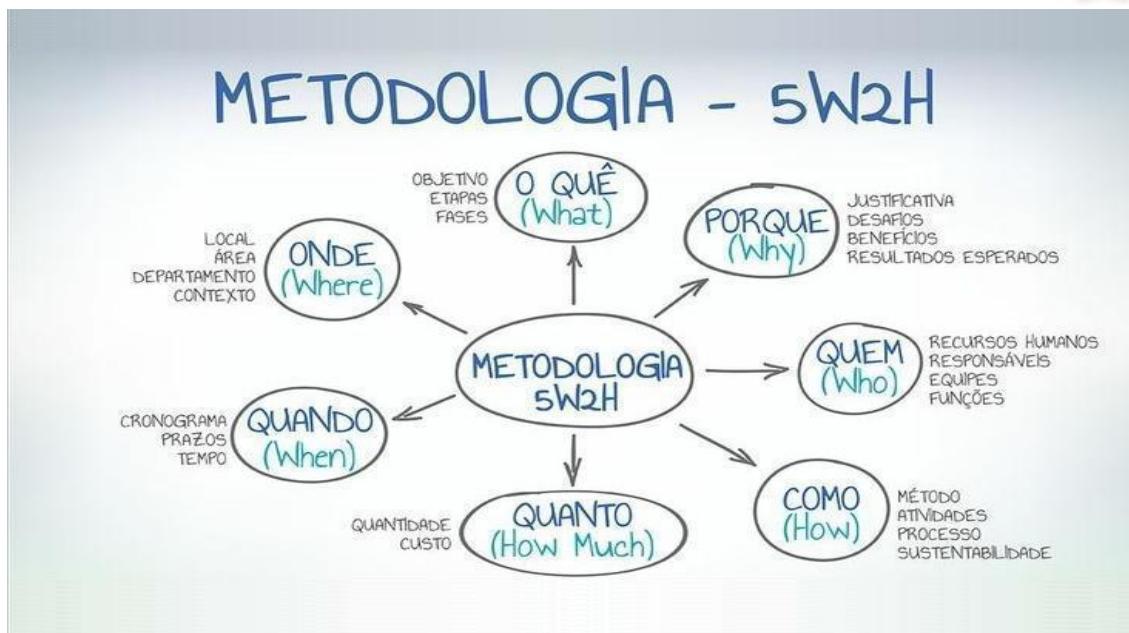 METODOLOGIA - 5W2H
OBJETIVO
ETAPAS
FASES
O QUÊ
(What)
PORQUE
(Why)
JUSTIFICATIVA
DESAFIOS
BENEFÍCIOS
RESULTADOS ESPERADOS
LOCAL
ÁREA
DEPARTAMENTO
CONTEXTO
ONDE
(Where)
METODOLOGIA
5W2H
QUEM
(Who)
RECURSOS HUMANOS
RESPONSÁVEIS
EQUIPES
FUNÇÕES
CRONOGRAMA
PRAZOS
TEMPO
QUANDO
(When)
QUANTIDADE
CUSTO
QUANTO
(How Much)
COMO
(How)
MÉTODO
ATIVIDADES
PROCESSO
SUSTENTABILIDADE